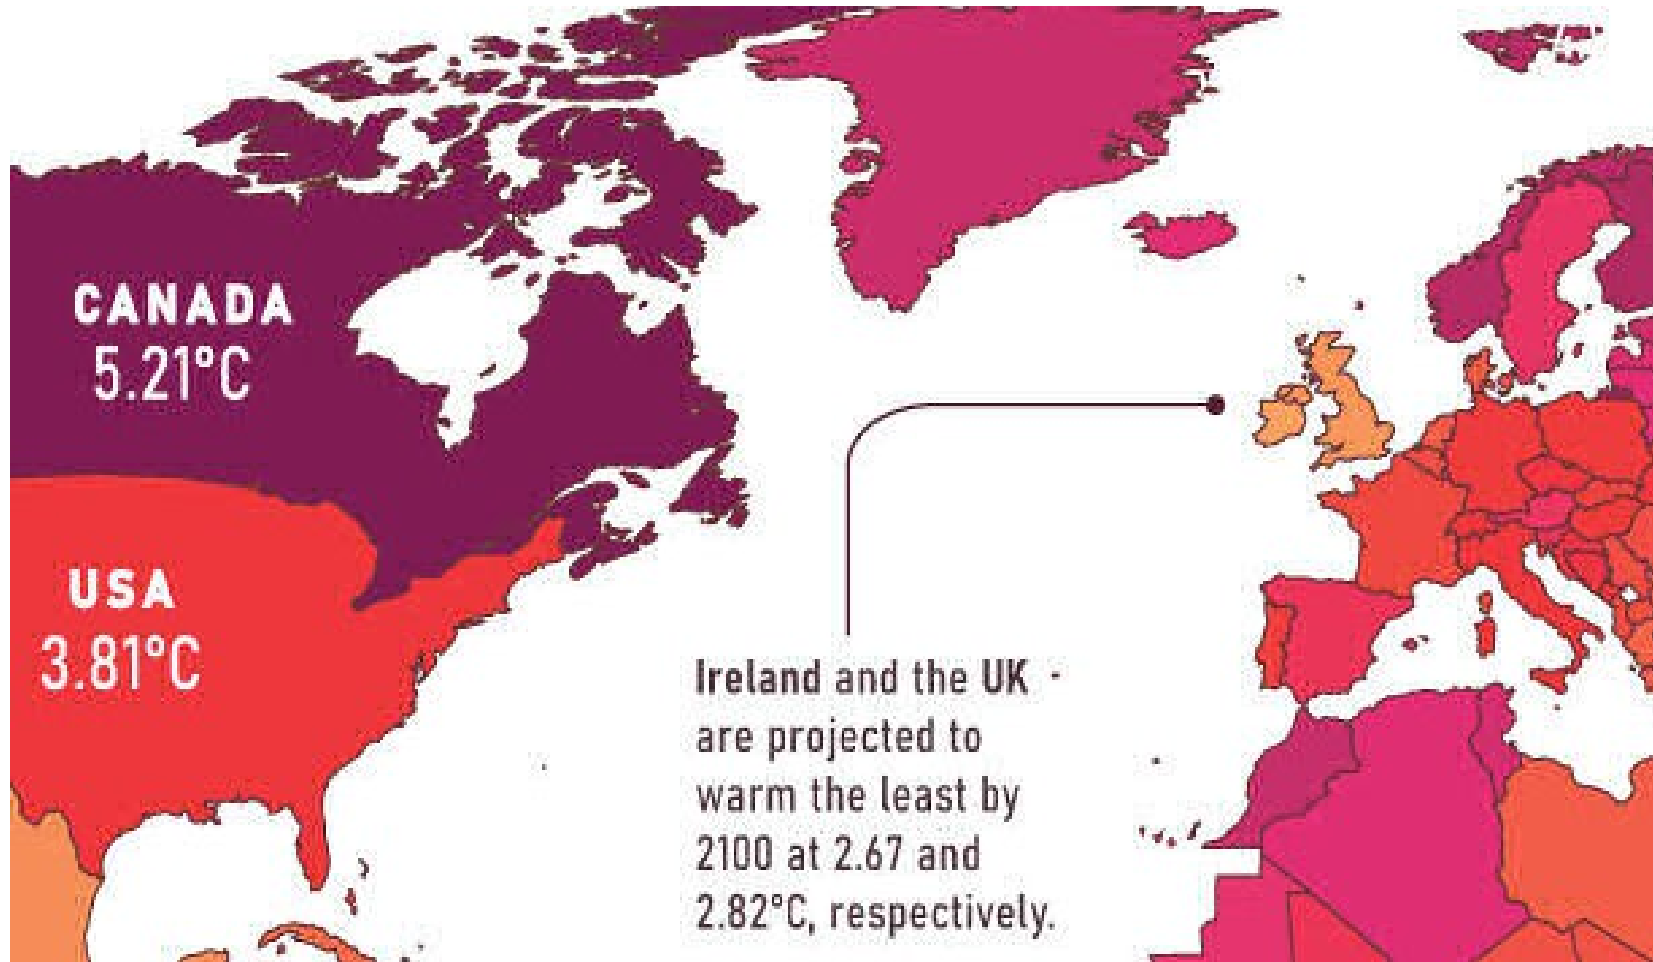 CANADA
5.21°C
USA
3.81°C
Ireland and the UK -
are projected to
warm the least by
2100 at 2.67 and
2.82°C, respectively.